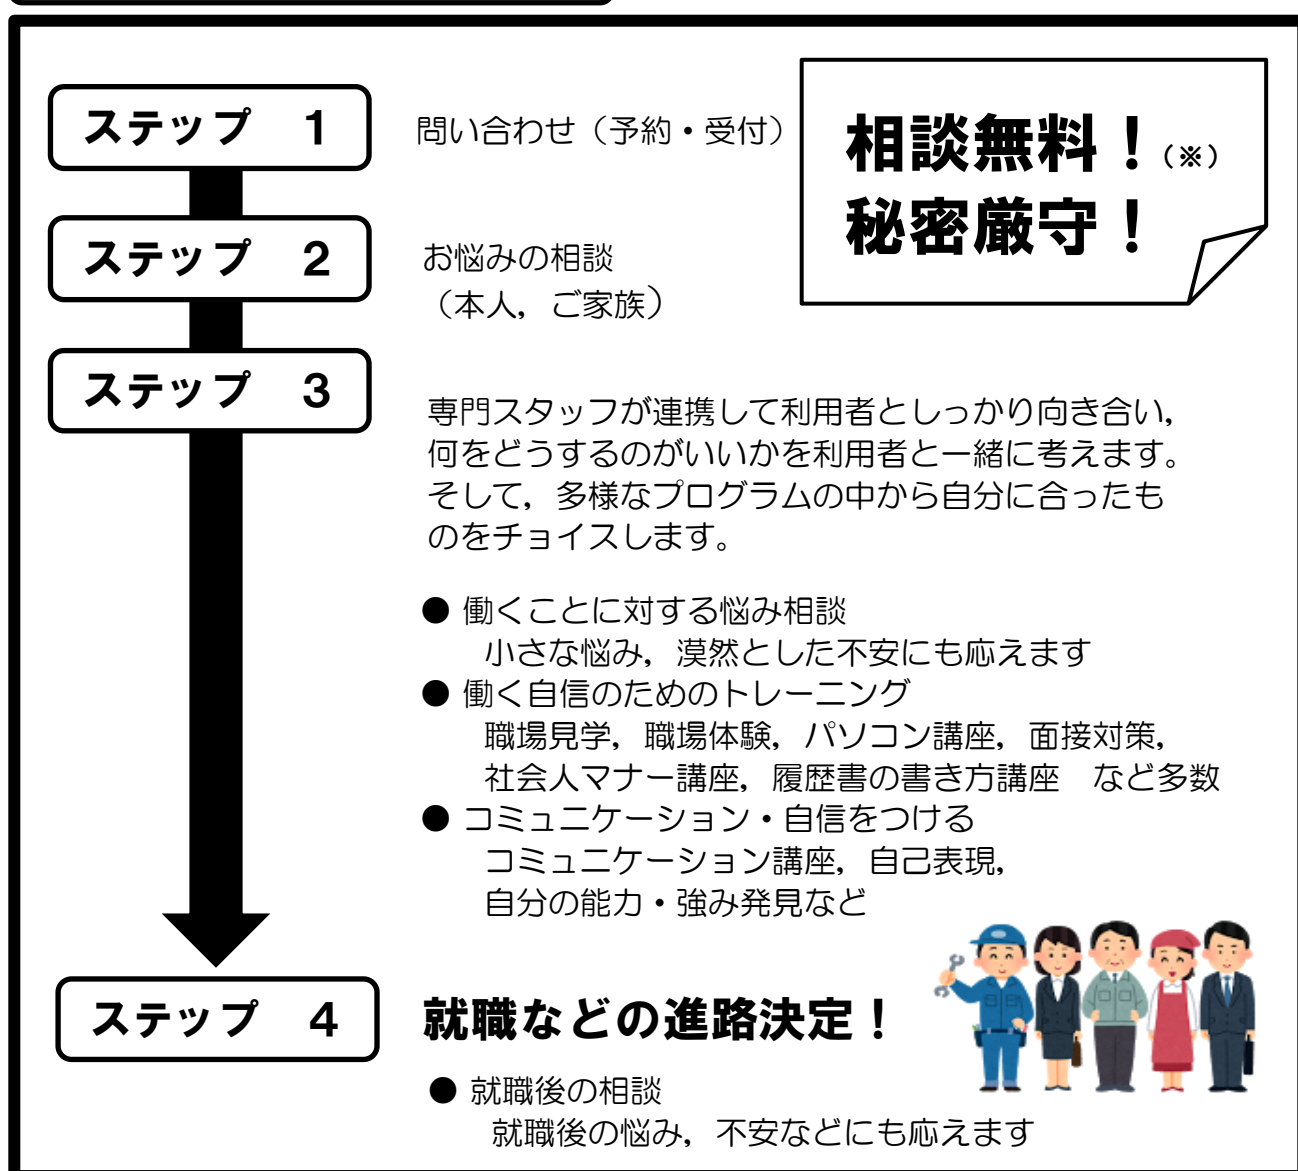 ステップ　1
問い合わせ（予約・受付）
相談無料！（※）
秘密厳守！
ステップ　2
お悩みの相談
（本人，ご家族）
ステップ　3
専門スタッフが連携して利用者としっかり向き合い，
何をどうするのがいいかを利用者と一緒に考えます。
そして，多様なプログラムの中から自分に合ったも
のをチョイスします。
● 働くことに対する悩み相談
小さな悩み，漠然とした不安にも応えます
● 働く自信のためのトレーニング
職場見学，職場体験，パソコン講座，面接対策，
社会人マナー講座，履歴書の書き方講座　など多数
● コミュニケーション・自信をつける
コミュニケーション講座，自己表現，
自分の能力・強み発見など
ステップ　4
就職などの進路決定！
● 就職後の相談
就職後の悩み，不安などにも応えます